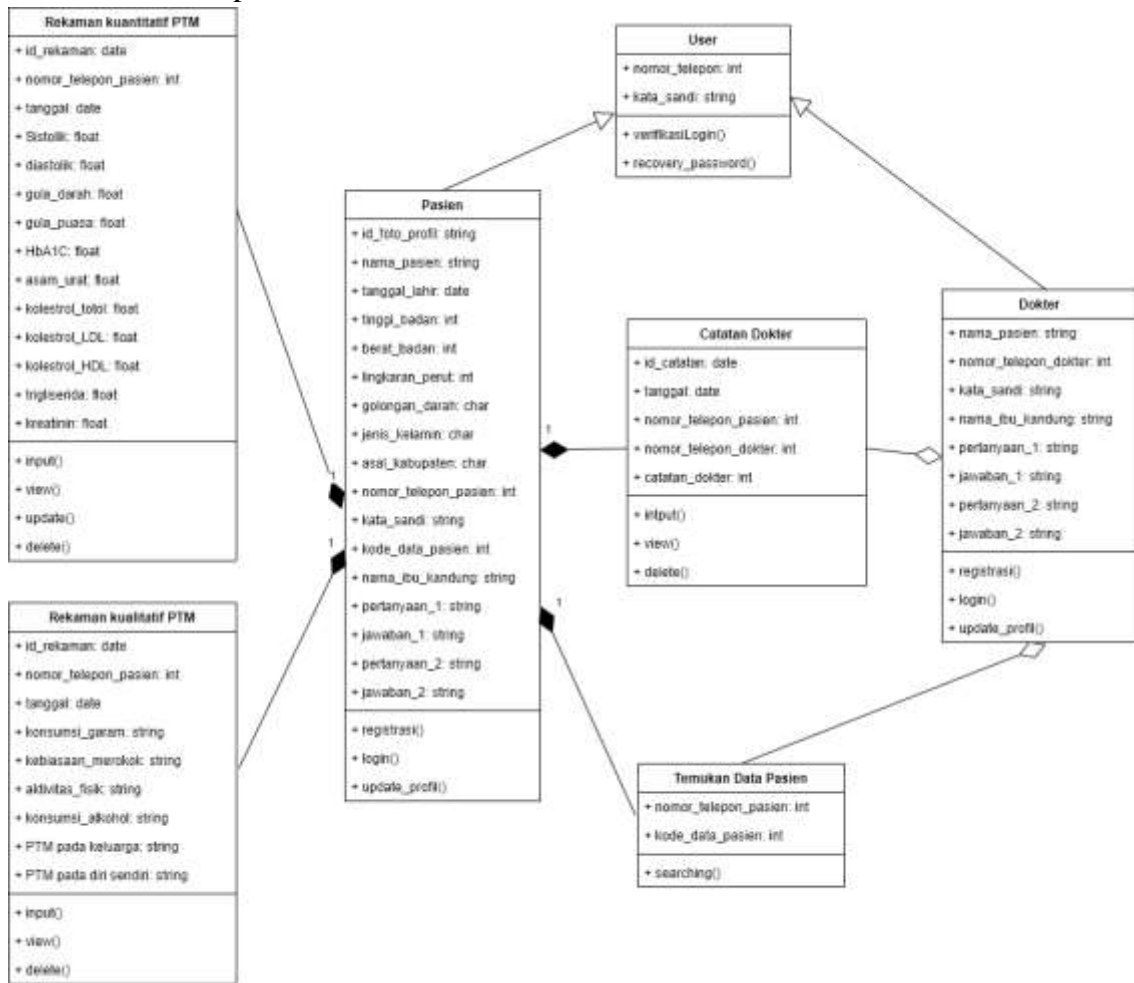 Rekaman kuantitatif PTM
+ id_rekaman: date
+ nomor_telepon_pasien: int
+ tanggal: date
+ Sistolik: float
+ diastolik: float
+ gula_darah: float
+ gula_puasa: float
+ HbA1C: float
+ asam_urat: float
+ kolestrol_totol: float
+ kolestrol_LDL: float
+ kolestrol_HDL: float
+ trigliserida: float
+ kreatinin: float
+ input()
+ view()
+ update()
+ delete()
Rekaman kualitatif PTM
+ id_rekaman: date
+ nomor_telepon_pasien: int
+ tanggal: date
+ konsumsi_garam: string
+ kebiasaan_merokok: string
+ aktivitas_fisik: string
+ konsumsi_alkohol: string
+ PTM pada keluarga: string
+ PTM pada diri sendiri: string
+ input()
+ view()
+ delete()
1
1
Pasien
+ id_foto_profil: string
+ nama_pasien: string
+ tanggal_lahir: date
+ tinggi_badan: int
+ berat_badan: int
+ lingkaran_perut: int
+ golongan_darah: char
+ jenis_kelamin: char
+ asal_kabupaten: char
+ nomor_telepon_pasien: int
+ kata_sandi: string
+ kode_data_pasien: int
+ nama_ibu_kandung: string
+ pertanyaan_1: string
+ jawaban_1: string
+ pertanyaan_2: string
+ jawaban_2: string
+ registrasi()
+ login()
+ update_profil()
1
1
User
+ nomor_telepon: int
+ kata_sandi: string
+ verifikasiLogin()
+ recovery_password()
Catatan Dokter
+ id_catatan: date
+ tanggal: date
+ nomor_telepon_pasien: int
+ nomor_telepon_dokter: int
+ catatan_dokter: int
+ intput()
+ view()
+ delete()
Temukan Data Pasien
+ nomor_telepon_pasien: int
+ kode_data_pasien: int
+ searching()
Dokter
+ nama_pasien: string
+ nomor_telepon_dokter: int
+ kata_sandi: string
+ nama_ibu_kandung: string
+ pertanyaan_1: string
+ jawaban_1: string
+ pertanyaan_2: string
+ jawaban_2: string
+ registrasi()
+ login()
+ update_profil()